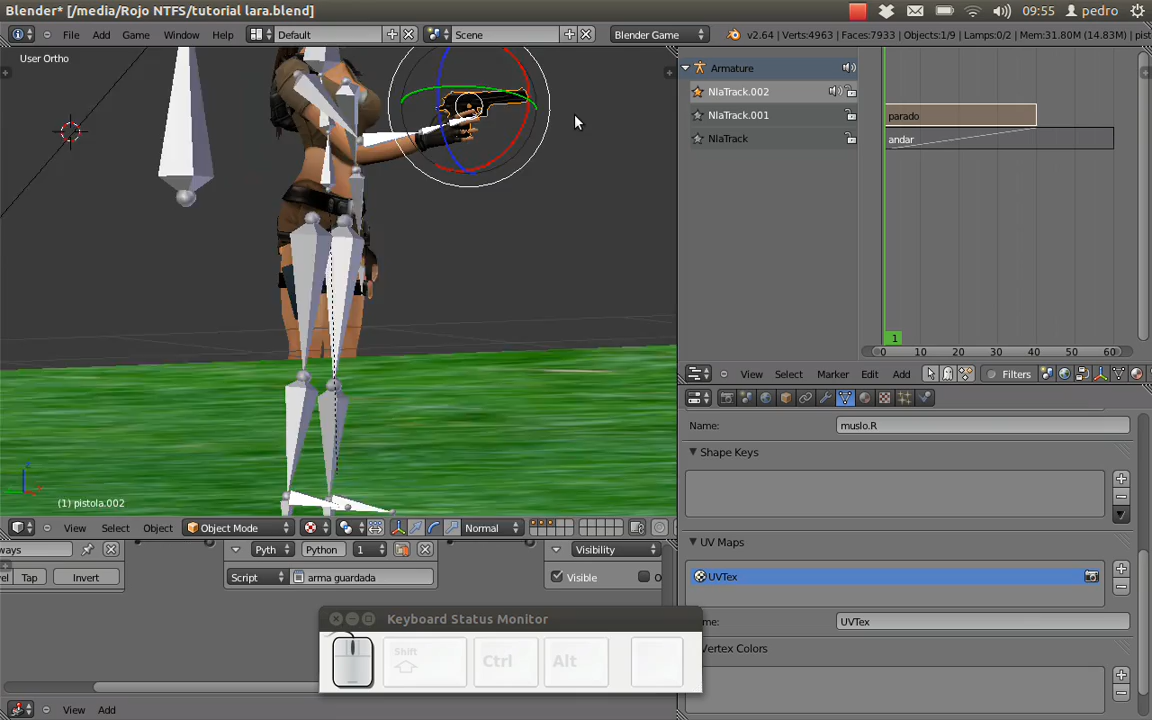 Blender* [/media/Rojo NTFS/tutorial lara.blend] 09:55 pedro
File Add Game Window Help Default Scene Blender Game v2.64 | Verts:4963 | Faces:7933 | Objects:1/9 | Lamps:0/2 | Mem:31.80M (14.83M) | pist
User Ortho
Armature
NlaTrack.002
NlaTrack.001 parado
NlaTrack andar
1
0 10 20 30 40 50 60
View Select Marker Edit Add Filters
Name: muslo.R
Shape Keys
(1) pistola.002
View Select Object Object Mode Normal
UV Maps
ways Pyth Python 1 Visibility
el Tap Invert Script arma guardada Visible
UVTex
Keyboard Status Monitor
me: UVTex
Vertex Colors
Shift Ctrl Alt
View Add